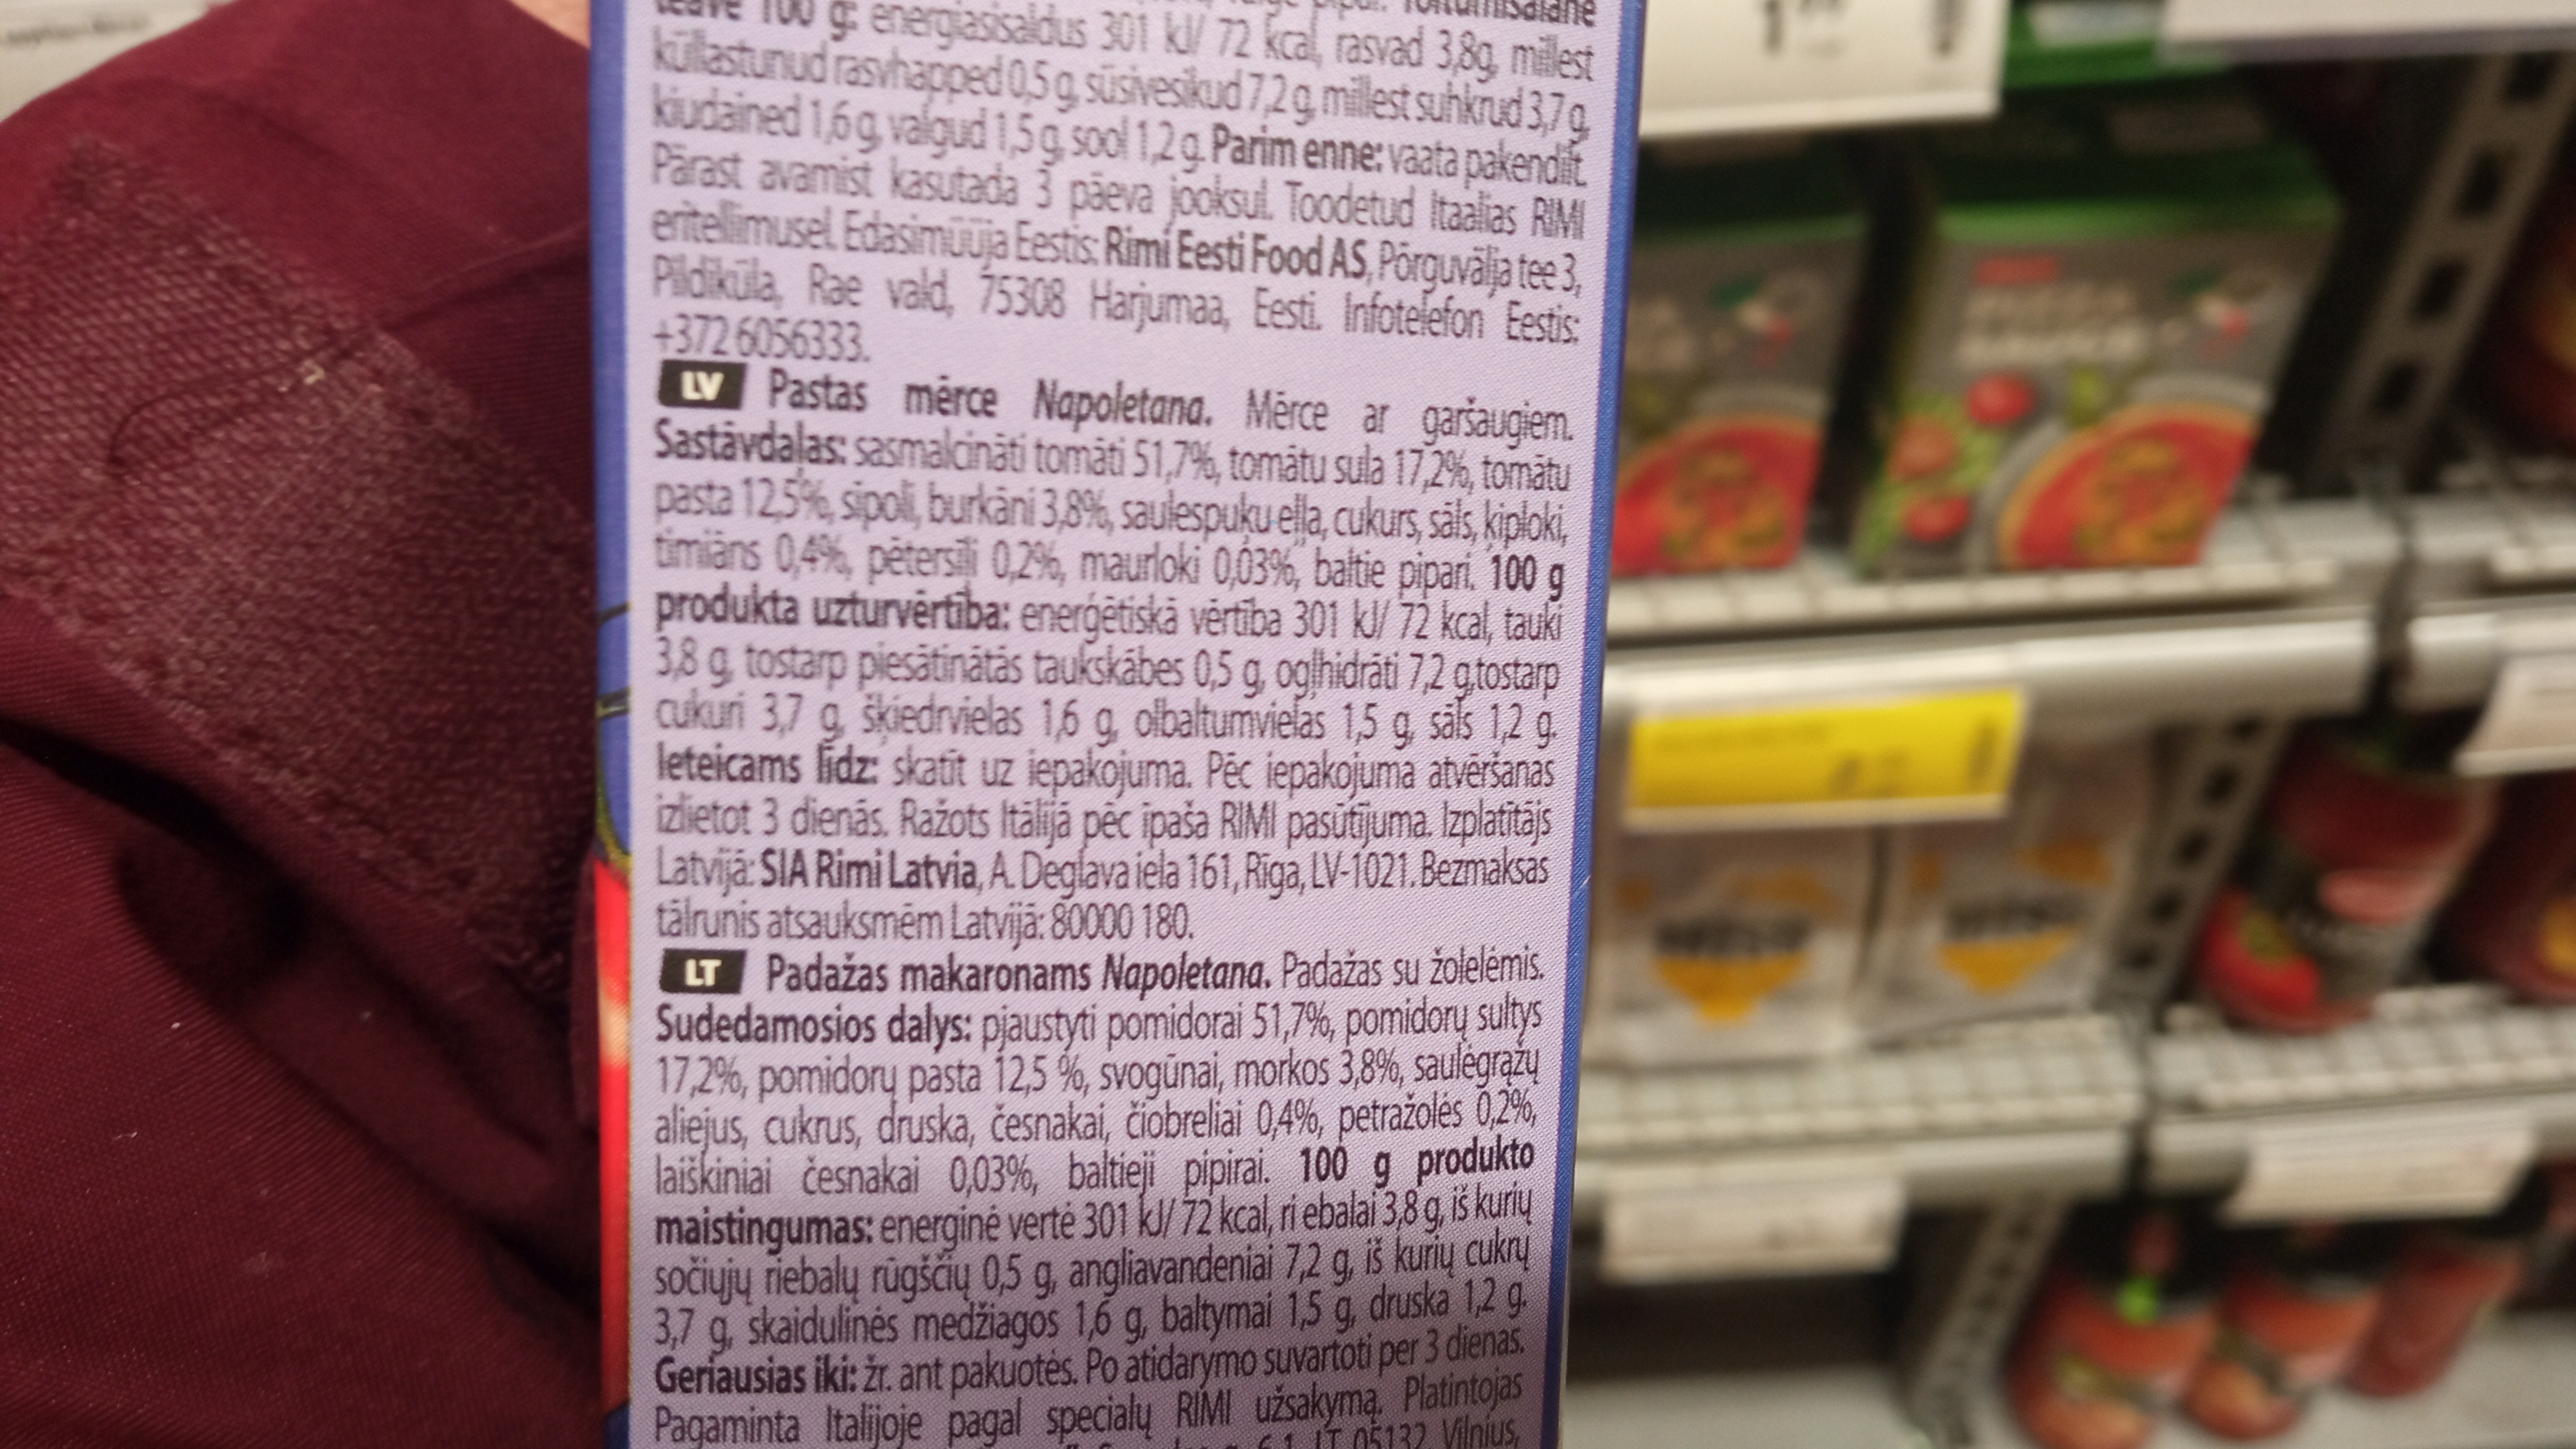 teave 100 g: energiasisaldus 301 kJ/ 72 kcal, rasvad 3,8g, millest
küllastunud rasvhapped 0,5 g, süsivesikud 7,2 g, millest suhkrud 3,7 g,
kiudained 1,6 g, valgud 1,5 g, sool 1,2 g. Parim enne: vaata pakendilt.
Pärast avamist kasutada 3 päeva jooksul. Toodetud Itaalias RIMI
eritellimusel. Edasimüüja Eestis: Rimi Eesti Food AS, Põrguvälja tee 3,
Pildiküla, Rae vald, 75308 Harjumaa, Eesti. Infotelefon Eestis:
+372 6056333.
LV Pastas mērce Napoletana. Mērce ar garšaugiem.
Sastāvdaļas: sasmalcināti tomāti 51,7%, tomātu sula 17,2%, tomātu
pasta 12,5%, sīpoli, burkāni 3,8%, saulespuķu eļļa, cukurs, sāls, ķiploki,
timiāns 0,4%, pētersīļi 0,2%, maurloki 0,03%, baltie pipari. 100 g
produkta uzturvērtība: enerģētiskā vērtība 301 kJ/ 72 kcal, tauki
3,8 g, tostarp piesātinātās taukskābes 0,5 g, ogļhidrāti 7,2 g,tostarp
cukuri 3,7 g, šķiedrvielas 1,6 g, olbaltumvielas 1,5 g, sāls 1,2 g.
Ieteicams līdz: skatīt uz iepakojuma. Pēc iepakojuma atvēršanas
izlietot 3 dienās. Ražots Itālijā pēc īpaša RIMI pasūtījuma. Izplatītājs
Latvijā: SIA Rimi Latvia, A. Deglava iela 161, Rīga, LV-1021. Bezmaksas
tālrunis atsauksmēm Latvijā: 80000 180.
LT Padažas makaronams Napoletana. Padažas su žolelėmis.
Sudedamosios dalys: pjaustyti pomidorai 51,7%, pomidorų sultys
17,2%, pomidorų pasta 12,5 %, svogūnai, morkos 3,8%, saulėgrąžų
aliejus, cukrus, druska, česnakai, čiobreliai 0,4%, petražolės 0,2%,
laiškiniai česnakai 0,03%, baltieji pipirai. 100 g produkto
maistingumas: energinė vertė 301 kJ/ 72 kcal, ri ebalai 3,8 g, iš kurių
sočiųjų riebalų rūgščių 0,5 g, angliavandeniai 7,2 g, iš kurių cukrų
3,7 g, skaidulinės medžiagos 1,6 g, baltymai 1,5 g, druska 1,2 g.
Geriausias iki: žr. ant pakuotės. Po atidarymo suvartoti per 3 dienas.
Pagaminta Italijoje pagal specialų RIMI užsakymą. Platintojas
LT 05132 Vilnius,